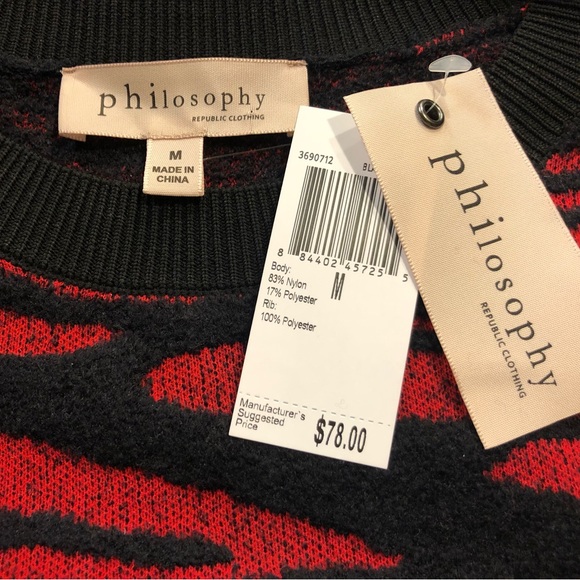 philosophy
REPUBLIC CLOTHING
M
MADE IN
CHINA
3690712
8 84402 45725 5
M
Body:
83% Nylon
17% Polyester
Rib:
100% Polyester
Manufacturer's
Suggested
Price
$78.00
philosophy
REPUBLIC CLOTHING